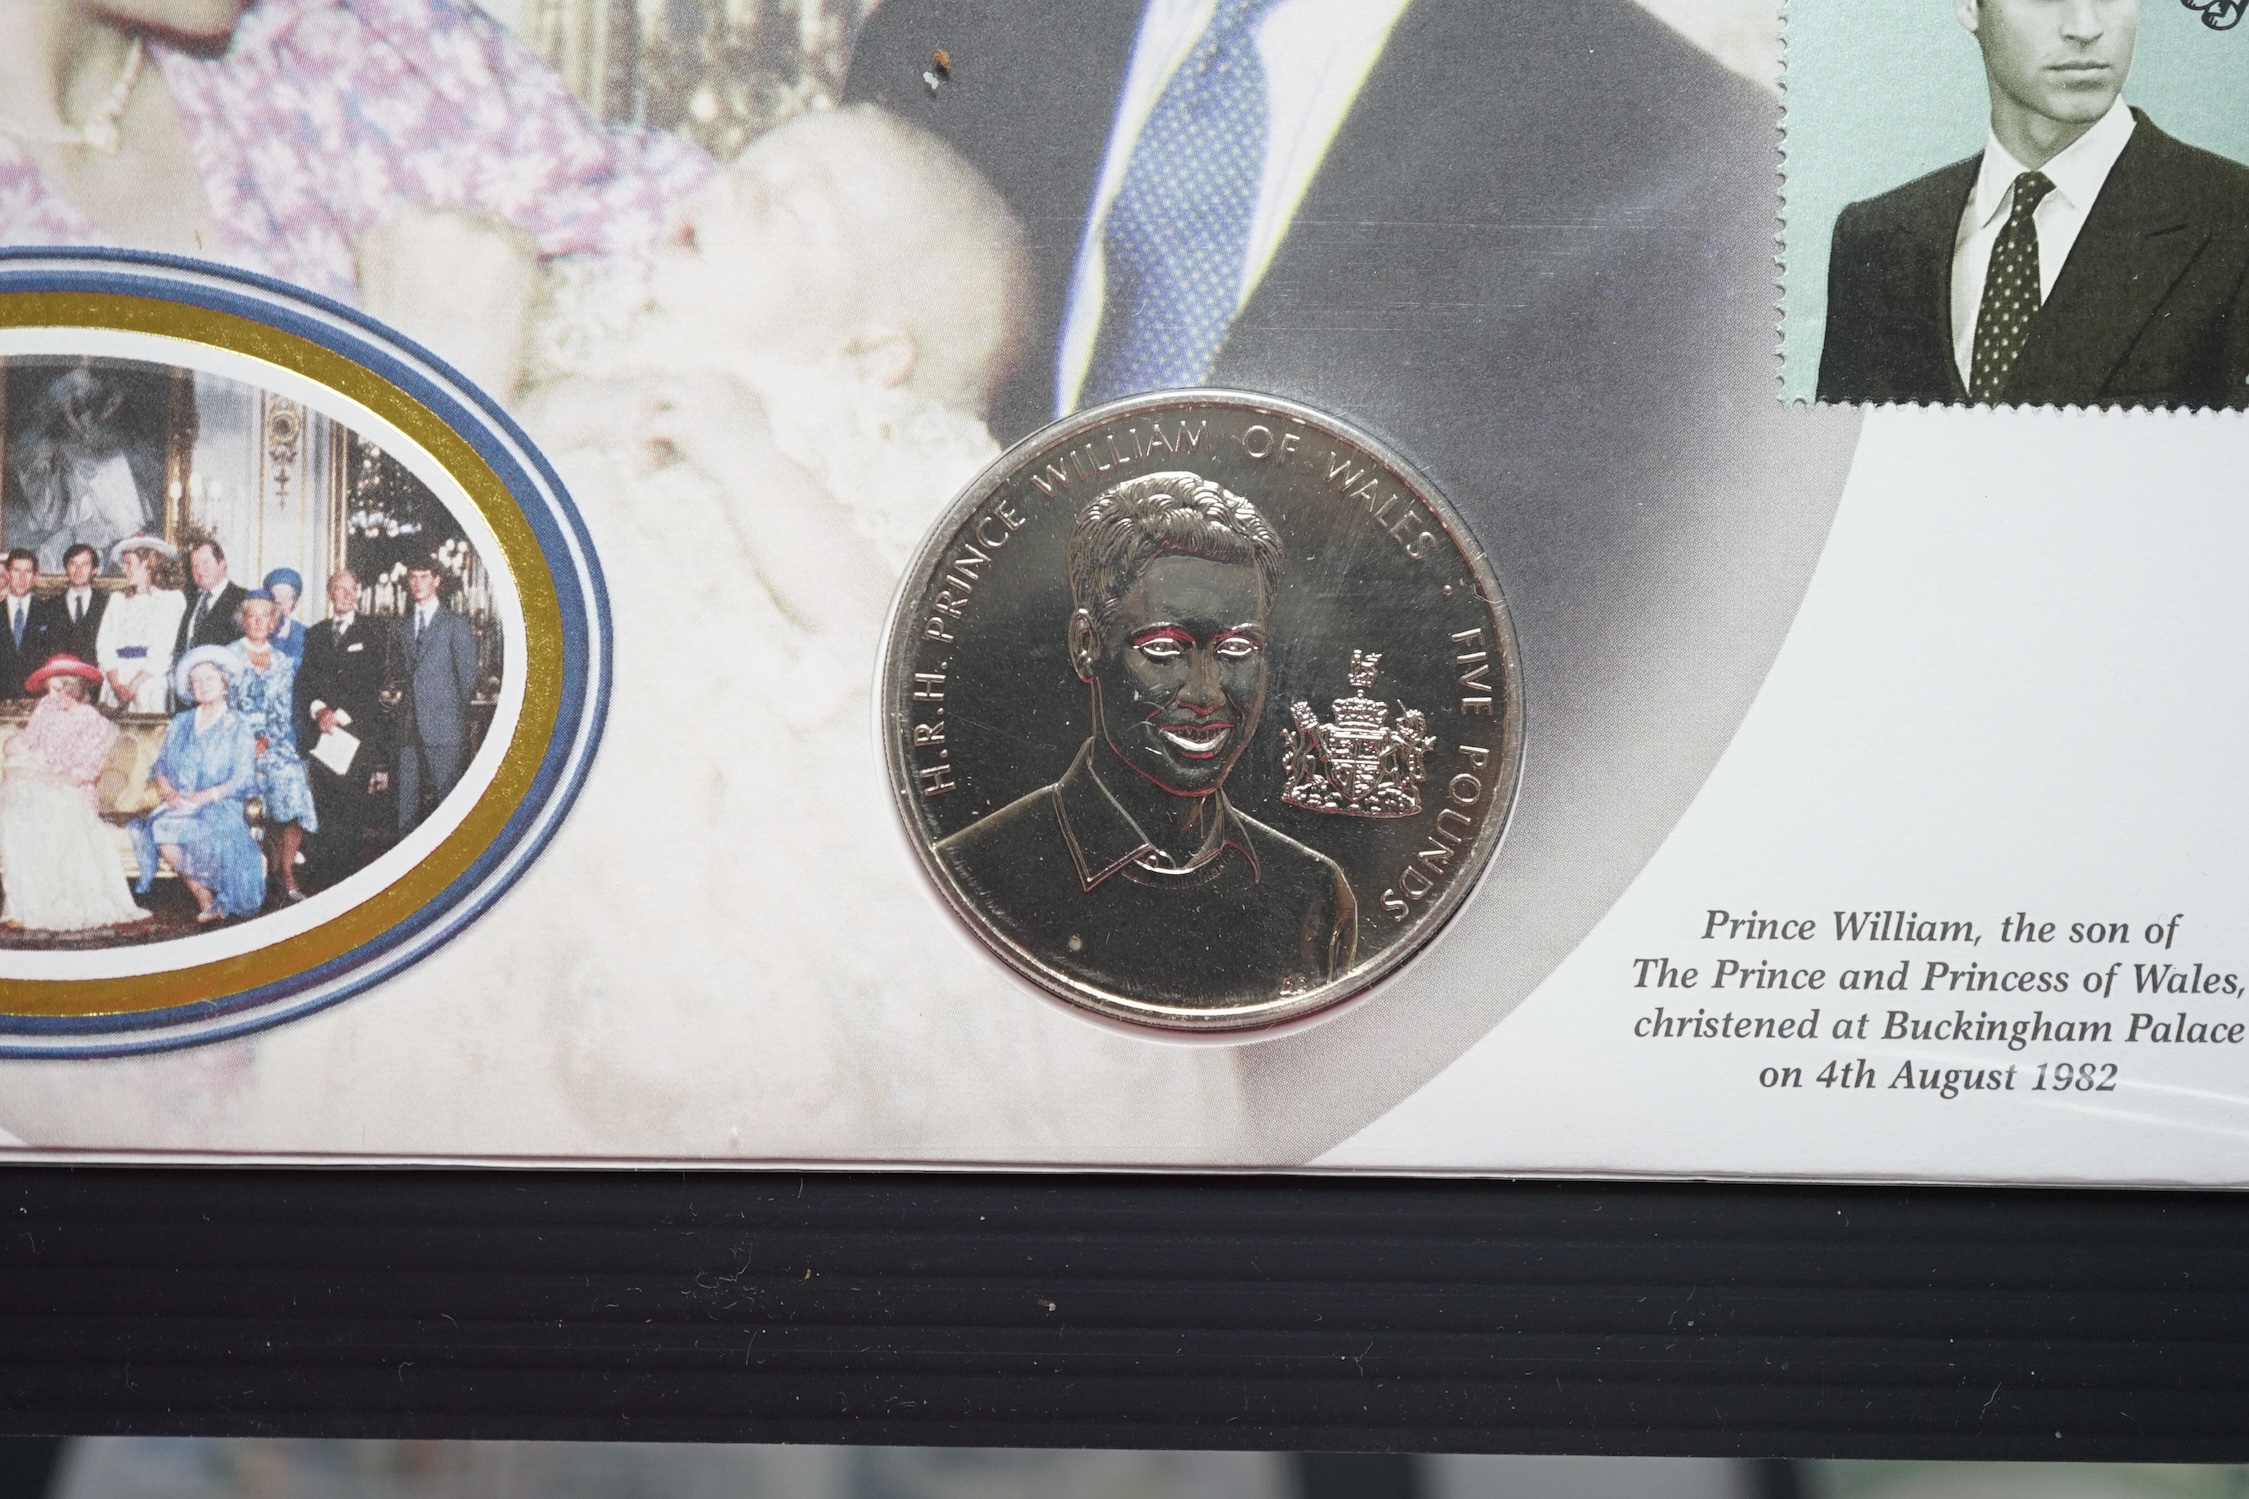 H.R.H. PRINCE WILLIAM OF WALES · FIVE POUNDS
Prince William, the son of
The Prince and Princess of Wales,
christened at Buckingham Palace
on 4th August 1982